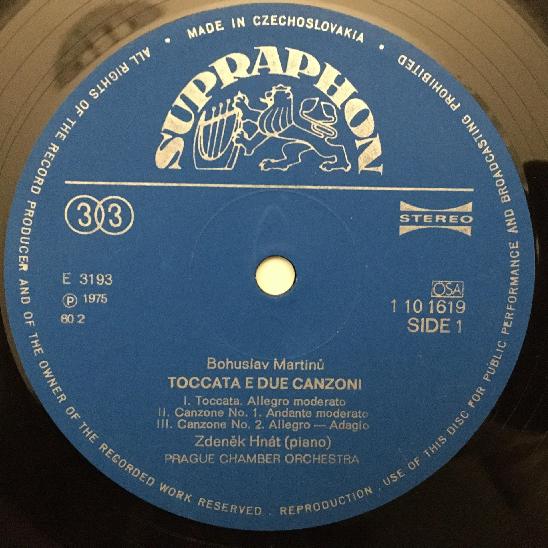 ALL RIGHTS OF THE RECORD PRODUCER AND OF THE OWNER OF THE RECORDED WORK RESERVED . REPRODUCTION . USE OF THIS DISC FOR PUBLIC PERFORMANCE AND BROADCASTING PROHIBITED
• MADE IN CZECHOSLOVAKIA •
SUPRAPHON
33
STEREO
E 3193
Ⓟ 1975
80 2
OSA
1 10 1619
SIDE 1
Bohuslav Martinů
TOCCATA E DUE CANZONI
I. Toccata. Allegro moderato
II. Canzone No. 1. Andante moderato
III. Canzone No. 2. Allegro — Adagio
Zdeněk Hnát (piano)
PRAGUE CHAMBER ORCHESTRA